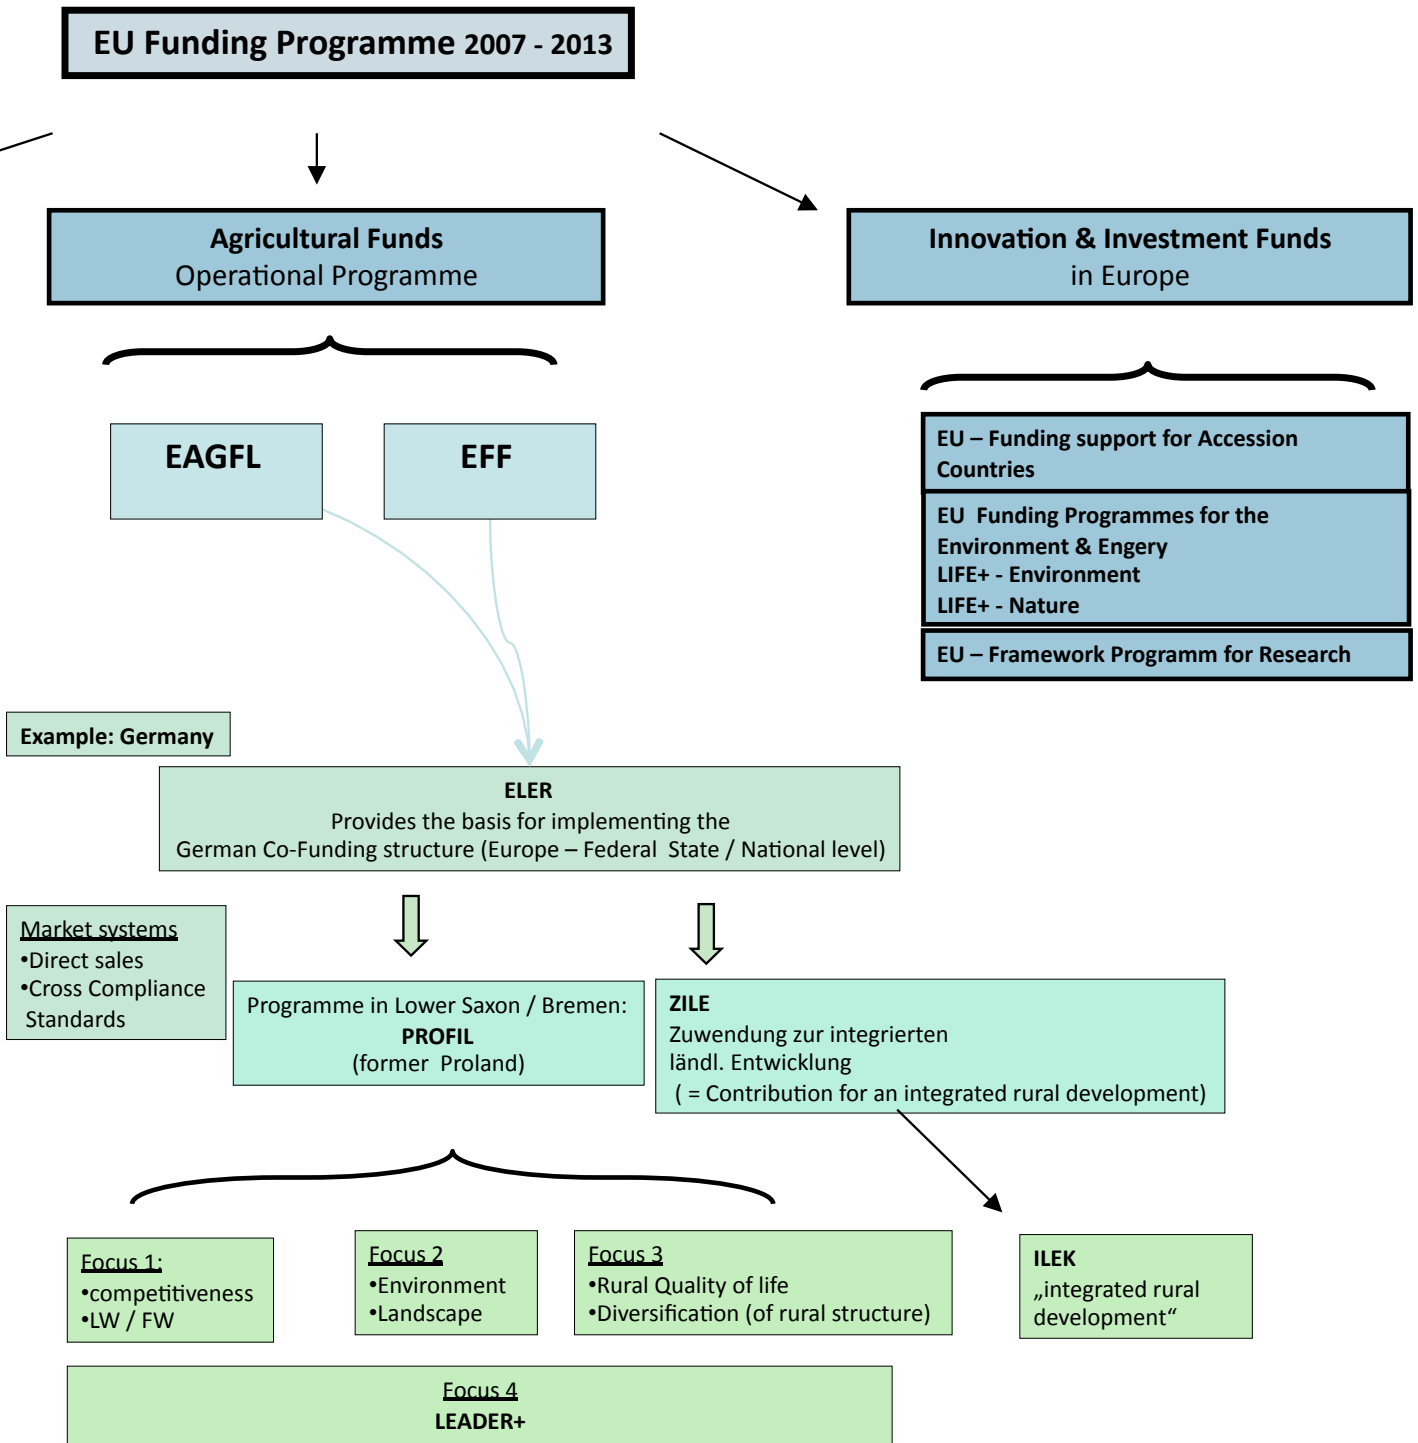 EU Funding Programme 2007 - 2013
Agricultural Funds
Operational Programme
Innovation & Investment Funds
in Europe
EAGFL
EFF
EU – Funding support for Accession
Countries
EU Funding Programmes for the
Environment & Engery
LIFE+ - Environment
LIFE+ - Nature
EU – Framework Programm for Research
Example: Germany
ELER
Provides the basis for implementing the
German Co-Funding structure (Europe – Federal State / National level)
Market systems
•Direct sales
•Cross Compliance
Standards
Programme in Lower Saxon / Bremen:
PROFIL
(former Proland)
ZILE
Zuwendung zur integrierten
ländl. Entwicklung
( = Contribution for an integrated rural development)
Focus 1:
•competitiveness
•LW / FW
Focus 2
•Environment
•Landscape
Focus 3
•Rural Quality of life
•Diversification (of rural structure)
ILEK
„integrated rural
development“
Focus 4
LEADER+